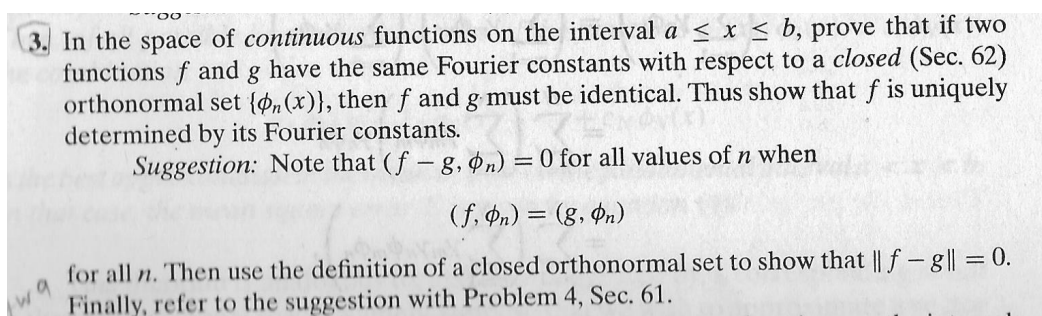 3. In the space of continuous functions on the interval a ≤ x ≤ b, prove that if two
functions f and g have the same Fourier constants with respect to a closed (Sec. 62)
orthonormal set {ϕₙ(x)}, then f and g must be identical. Thus show that f is uniquely
determined by its Fourier constants.
Suggestion: Note that (f − g, ϕₙ) = 0 for all values of n when
(f, ϕₙ) = (g, ϕₙ)
for all n. Then use the definition of a closed orthonormal set to show that ‖f − g‖ = 0.
Finally, refer to the suggestion with Problem 4, Sec. 61.